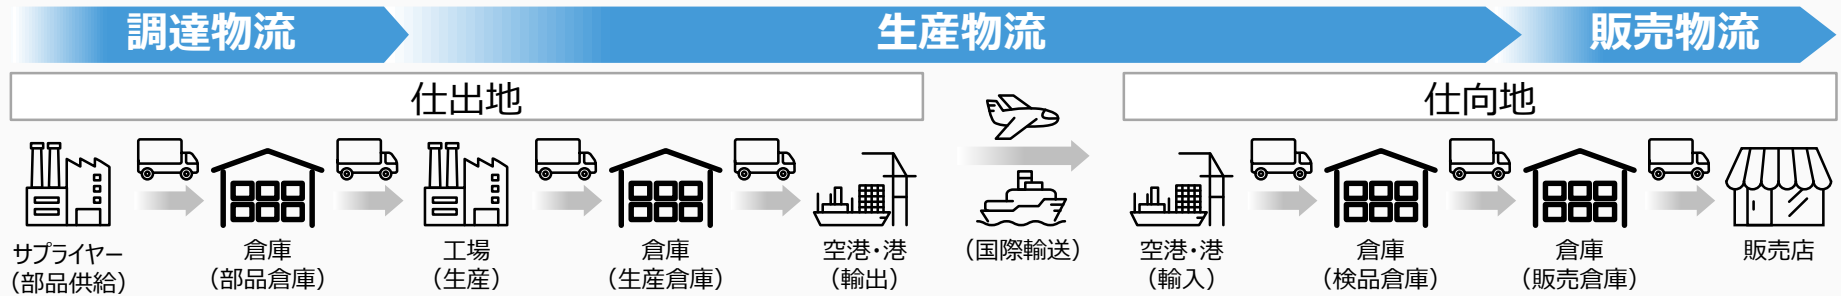 調達物流
生産物流
販売物流
仕出地
仕向地
サプライヤー
（部品供給）
倉庫
（部品倉庫）
工場
（生産）
倉庫
（生産倉庫）
空港・港
（輸出）
（国際輸送）
空港・港
（輸入）
倉庫
（検品倉庫）
倉庫
（販売倉庫）
販売店